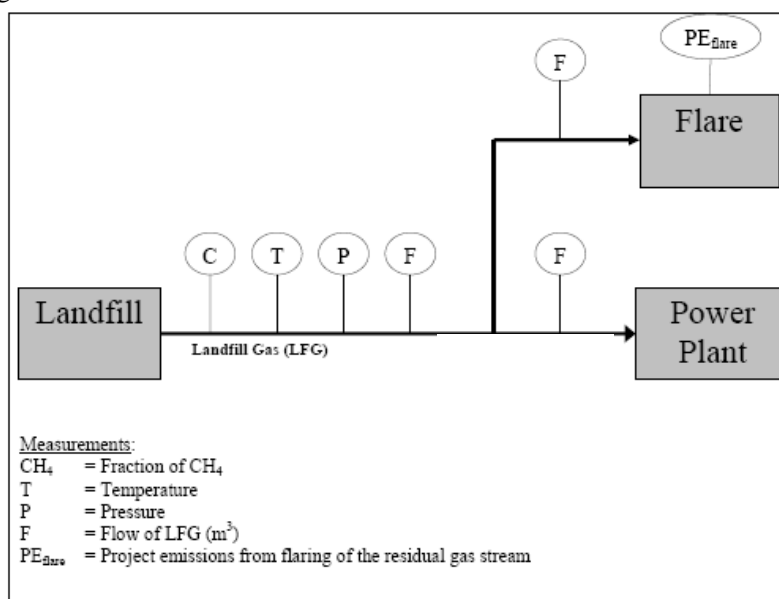 PEflare
F
Flare
C T P F F
Landfill
Power
Plant
Landfill Gas (LFG)
Measurements:
CH₄ = Fraction of CH₄
T = Temperature
P = Pressure
F = Flow of LFG (m³)
PEflare = Project emissions from flaring of the residual gas stream